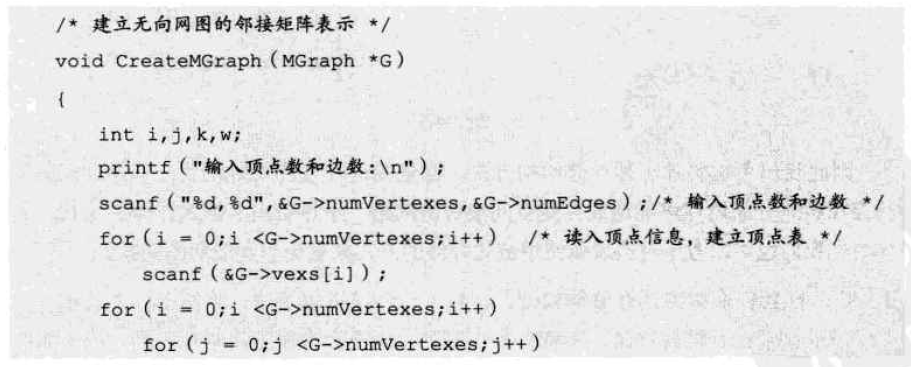 /* 建立无向网图的邻接矩阵表示 */
void CreateMGraph(MGraph *G)
{
int i,j,k,w;
printf("输入顶点数和边数:\n");
scanf("%d,%d",&G->numVertexes,&G->numEdges);/* 输入顶点数和边数 */
for(i = 0;i <G->numVertexes;i++) /* 读入顶点信息，建立顶点表 */
scanf(&G->vexs[i]);
for(i = 0;i <G->numVertexes;i++)
for(j = 0;j <G->numVertexes;j++)